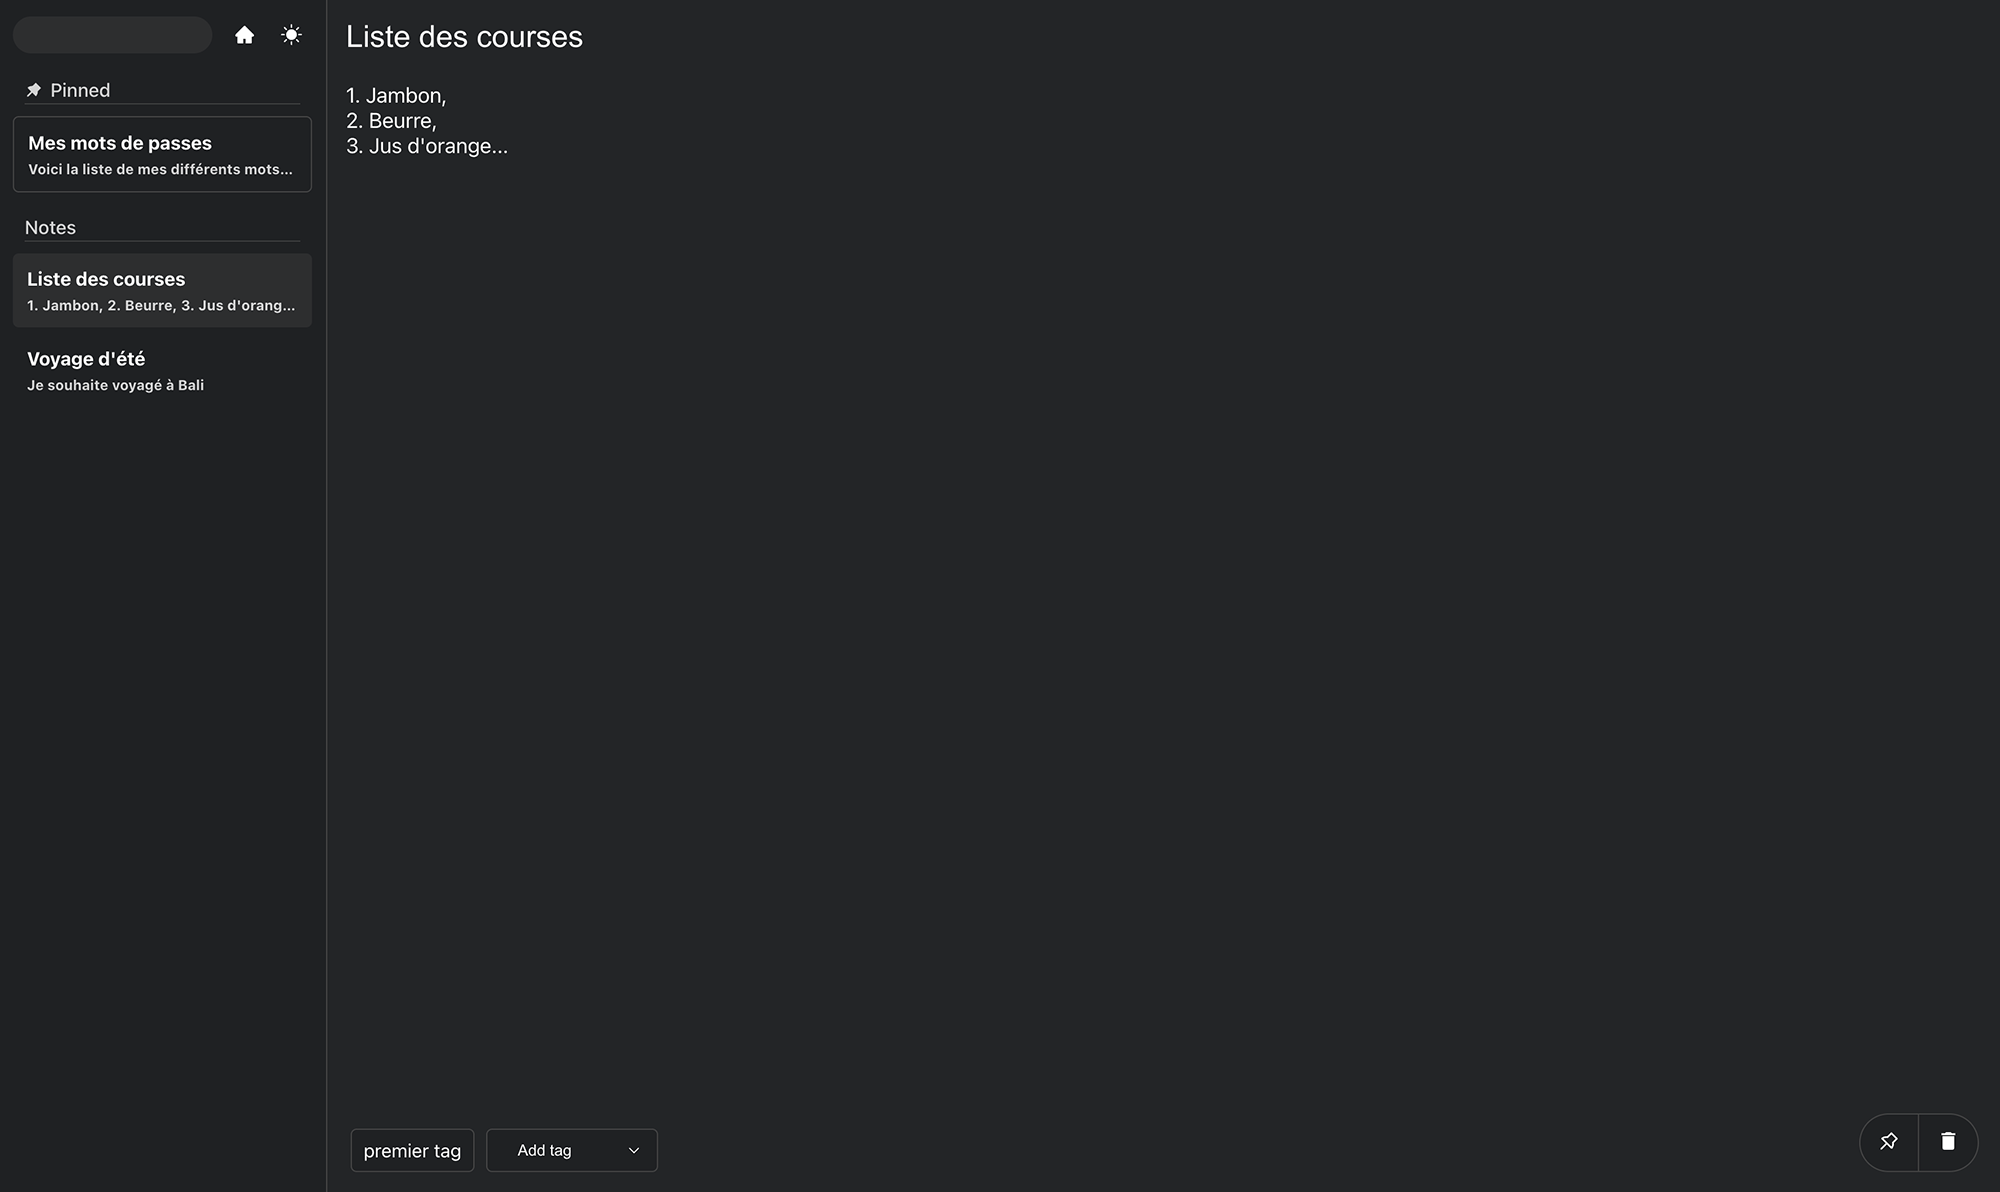 Pinned
Mes mots de passes
Voici la liste de mes différents mots...
Notes
Liste des courses
1. Jambon, 2. Beurre, 3. Jus d'orang...
Voyage d'été
Je souhaite voyagé à Bali
Liste des courses
1. Jambon,
2. Beurre,
3. Jus d'orange...
premier tag
Add tag